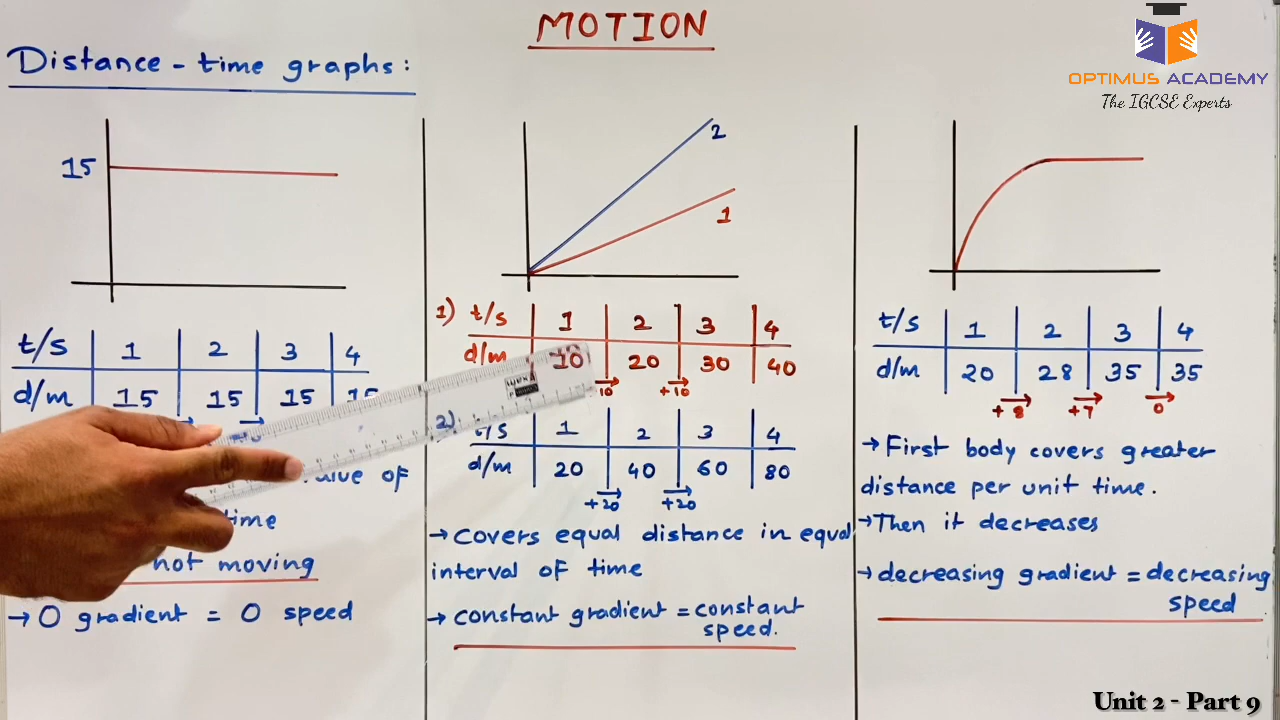 MOTION
OPTIMUS ACADEMY
The IGCSE Experts
Distance - time graphs:
15
t/s 1 2 3 4
d/m 15 15 15 15
of
time
not moving
→ 0 gradient = 0 speed
2
1
1) t/s 1 2 3 4
d/m 10 20 30 40
10 +10
2) t/s 1 2 3 4
d/m 20 40 60 80
+20 +20
→ Covers equal distance in equal
interval of time
→ constant gradient = constant
speed.
t/s 1 2 3 4
d/m 20 28 35 35
+8 +7 0
→ First body covers greater
distance per unit time.
→ Then it decreases
→ decreasing gradient = decreasing
speed
Unit 2 - Part 9